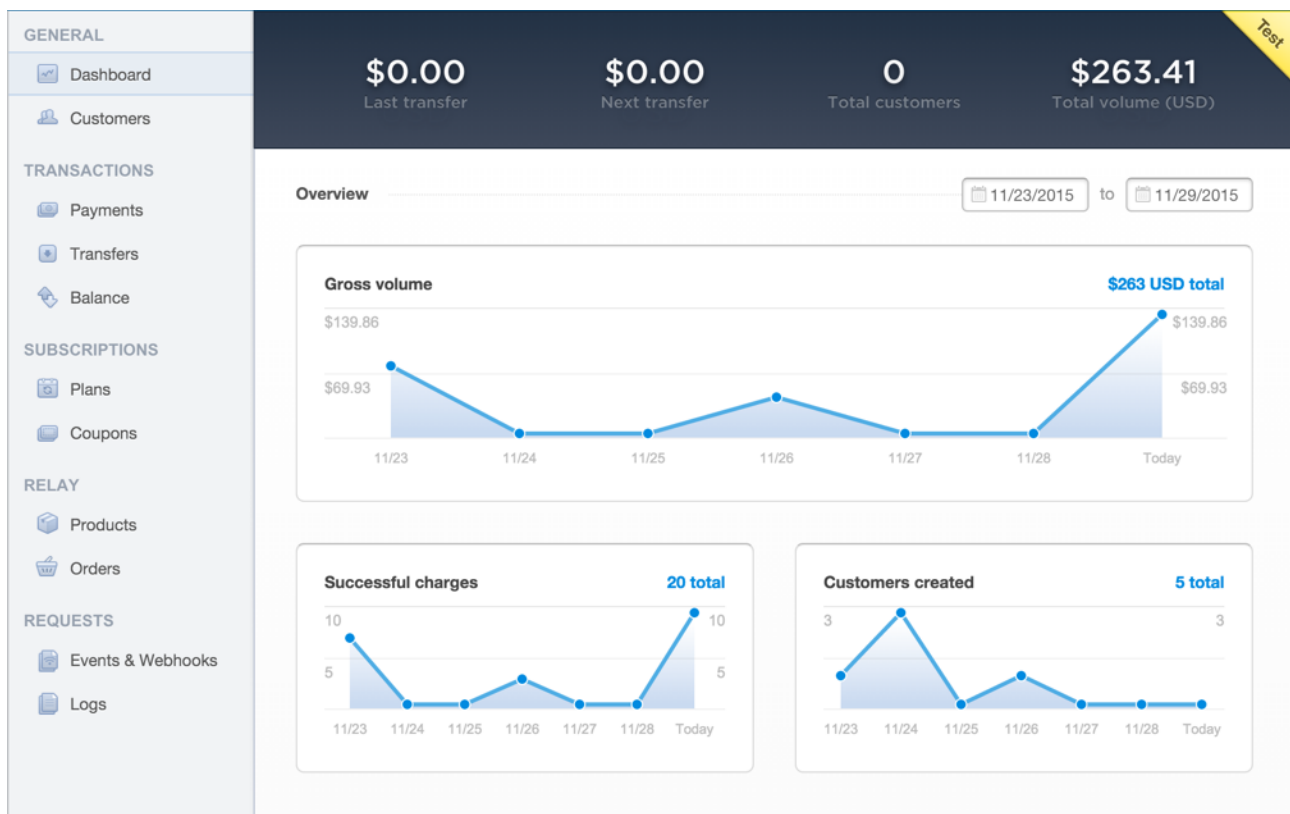 GENERAL
Dashboard
Customers
TRANSACTIONS
Payments
Transfers
Balance
SUBSCRIPTIONS
Plans
Coupons
RELAY
Products
Orders
REQUESTS
Events & Webhooks
Logs
Test
$0.00 $0.00 0 $263.41
Last transfer Next transfer Total customers Total volume (USD)
Overview 11/23/2015 to 11/29/2015
Gross volume $263 USD total
$139.86 $139.86
$69.93 $69.93
11/23 11/24 11/25 11/26 11/27 11/28 Today
Successful charges 20 total
10 10
5 5
11/23 11/24 11/25 11/26 11/27 11/28 Today
Customers created 5 total
3 3
11/23 11/24 11/25 11/26 11/27 11/28 Today